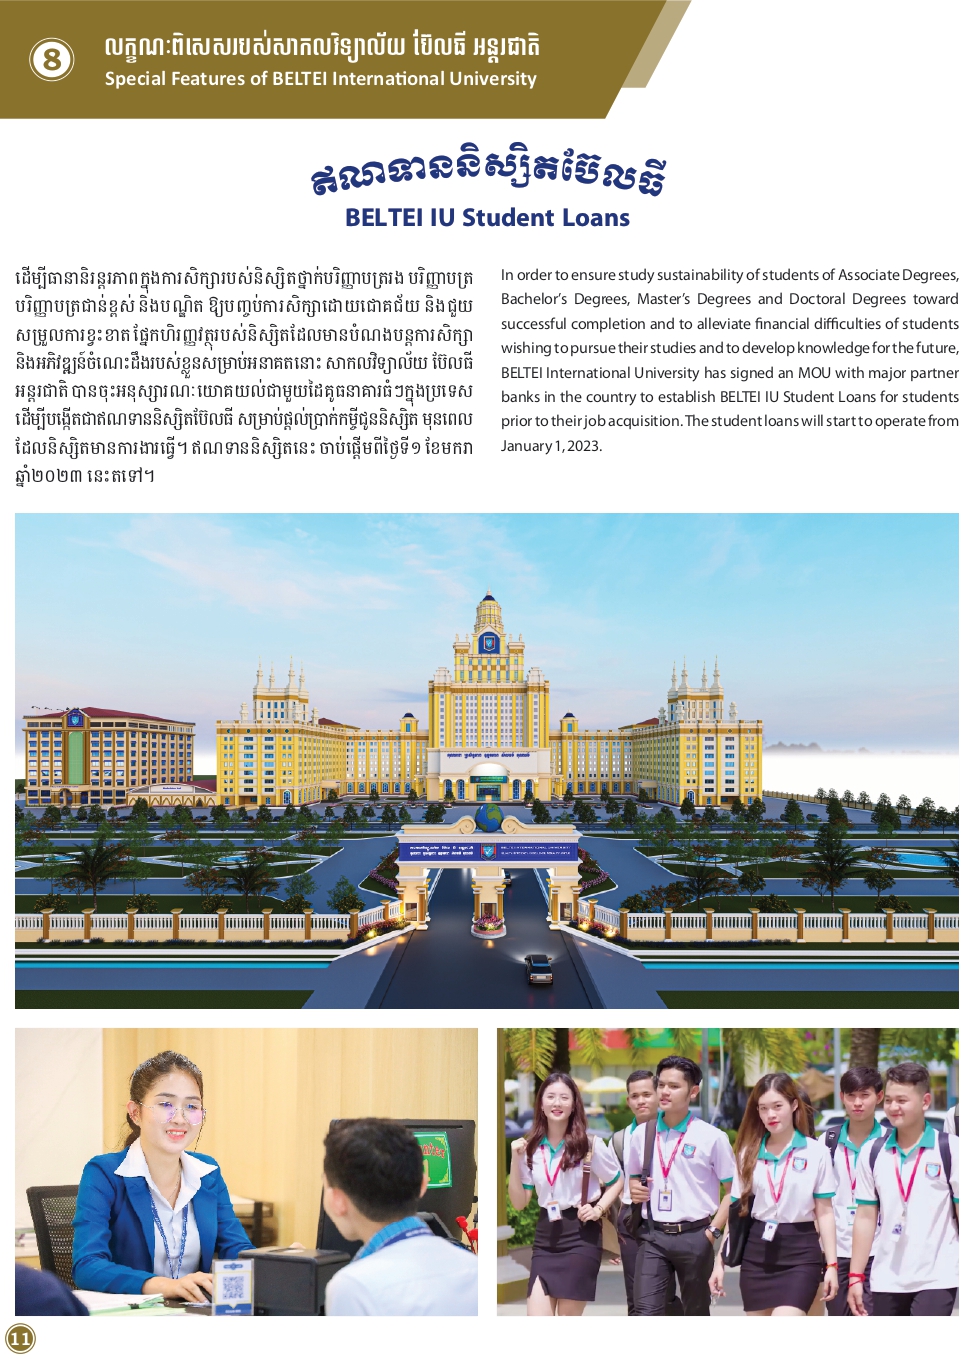 8
លក្ខណៈពិសេសរបស់សាកលវិទ្យាល័យ ប៊ែលធី អន្តរជាតិ
Special Features of BELTEI International University
ឥណទាននិស្សិតប៊ែលធី
BELTEI IU Student Loans
ដើម្បីធានានិរន្តរភាពក្នុងការសិក្សារបស់និស្សិតថ្នាក់បរិញ្ញាបត្ររង បរិញ្ញាបត្រ
បរិញ្ញាបត្រជាន់ខ្ពស់ និងបណ្ឌិត ឱ្យបញ្ចប់ការសិក្សាដោយជោគជ័យ និងជួយ
សម្រួលការខ្វះខាត ផ្នែកហិរញ្ញវត្ថុរបស់និស្សិតដែលមានបំណងបន្តការសិក្សា
និងអភិវឌ្ឍន៍ចំណេះដឹងរបស់ខ្លួនសម្រាប់អនាគតនោះ សាកលវិទ្យាល័យ ប៊ែលធី
អន្តរជាតិ បានចុះអនុស្សារណៈយោគយល់ជាមួយដៃគូធនាគារធំៗក្នុងប្រទេស
ដើម្បីបង្កើតជាឥណទាននិស្សិតប៊ែលធី សម្រាប់ផ្តល់ប្រាក់កម្ចីជូននិស្សិត មុនពេល
ដែលនិស្សិតមានការងារធ្វើ។ ឥណទាននិស្សិតនេះ ចាប់ផ្តើមពីថ្ងៃទី១ ខែមករា
ឆ្នាំ២០២៣ នេះតទៅ។
In order to ensure study sustainability of students of Associate Degrees,
Bachelor’s Degrees, Master’s Degrees and Doctoral Degrees toward
successful completion and to alleviate financial difficulties of students
wishing to pursue their studies and to develop knowledge for the future,
BELTEI International University has signed an MOU with major partner
banks in the country to establish BELTEI IU Student Loans for students
prior to their job acquisition. The student loans will start to operate from
January 1, 2023.
BELTEI INTERNATIONAL UNIVERSITY
11